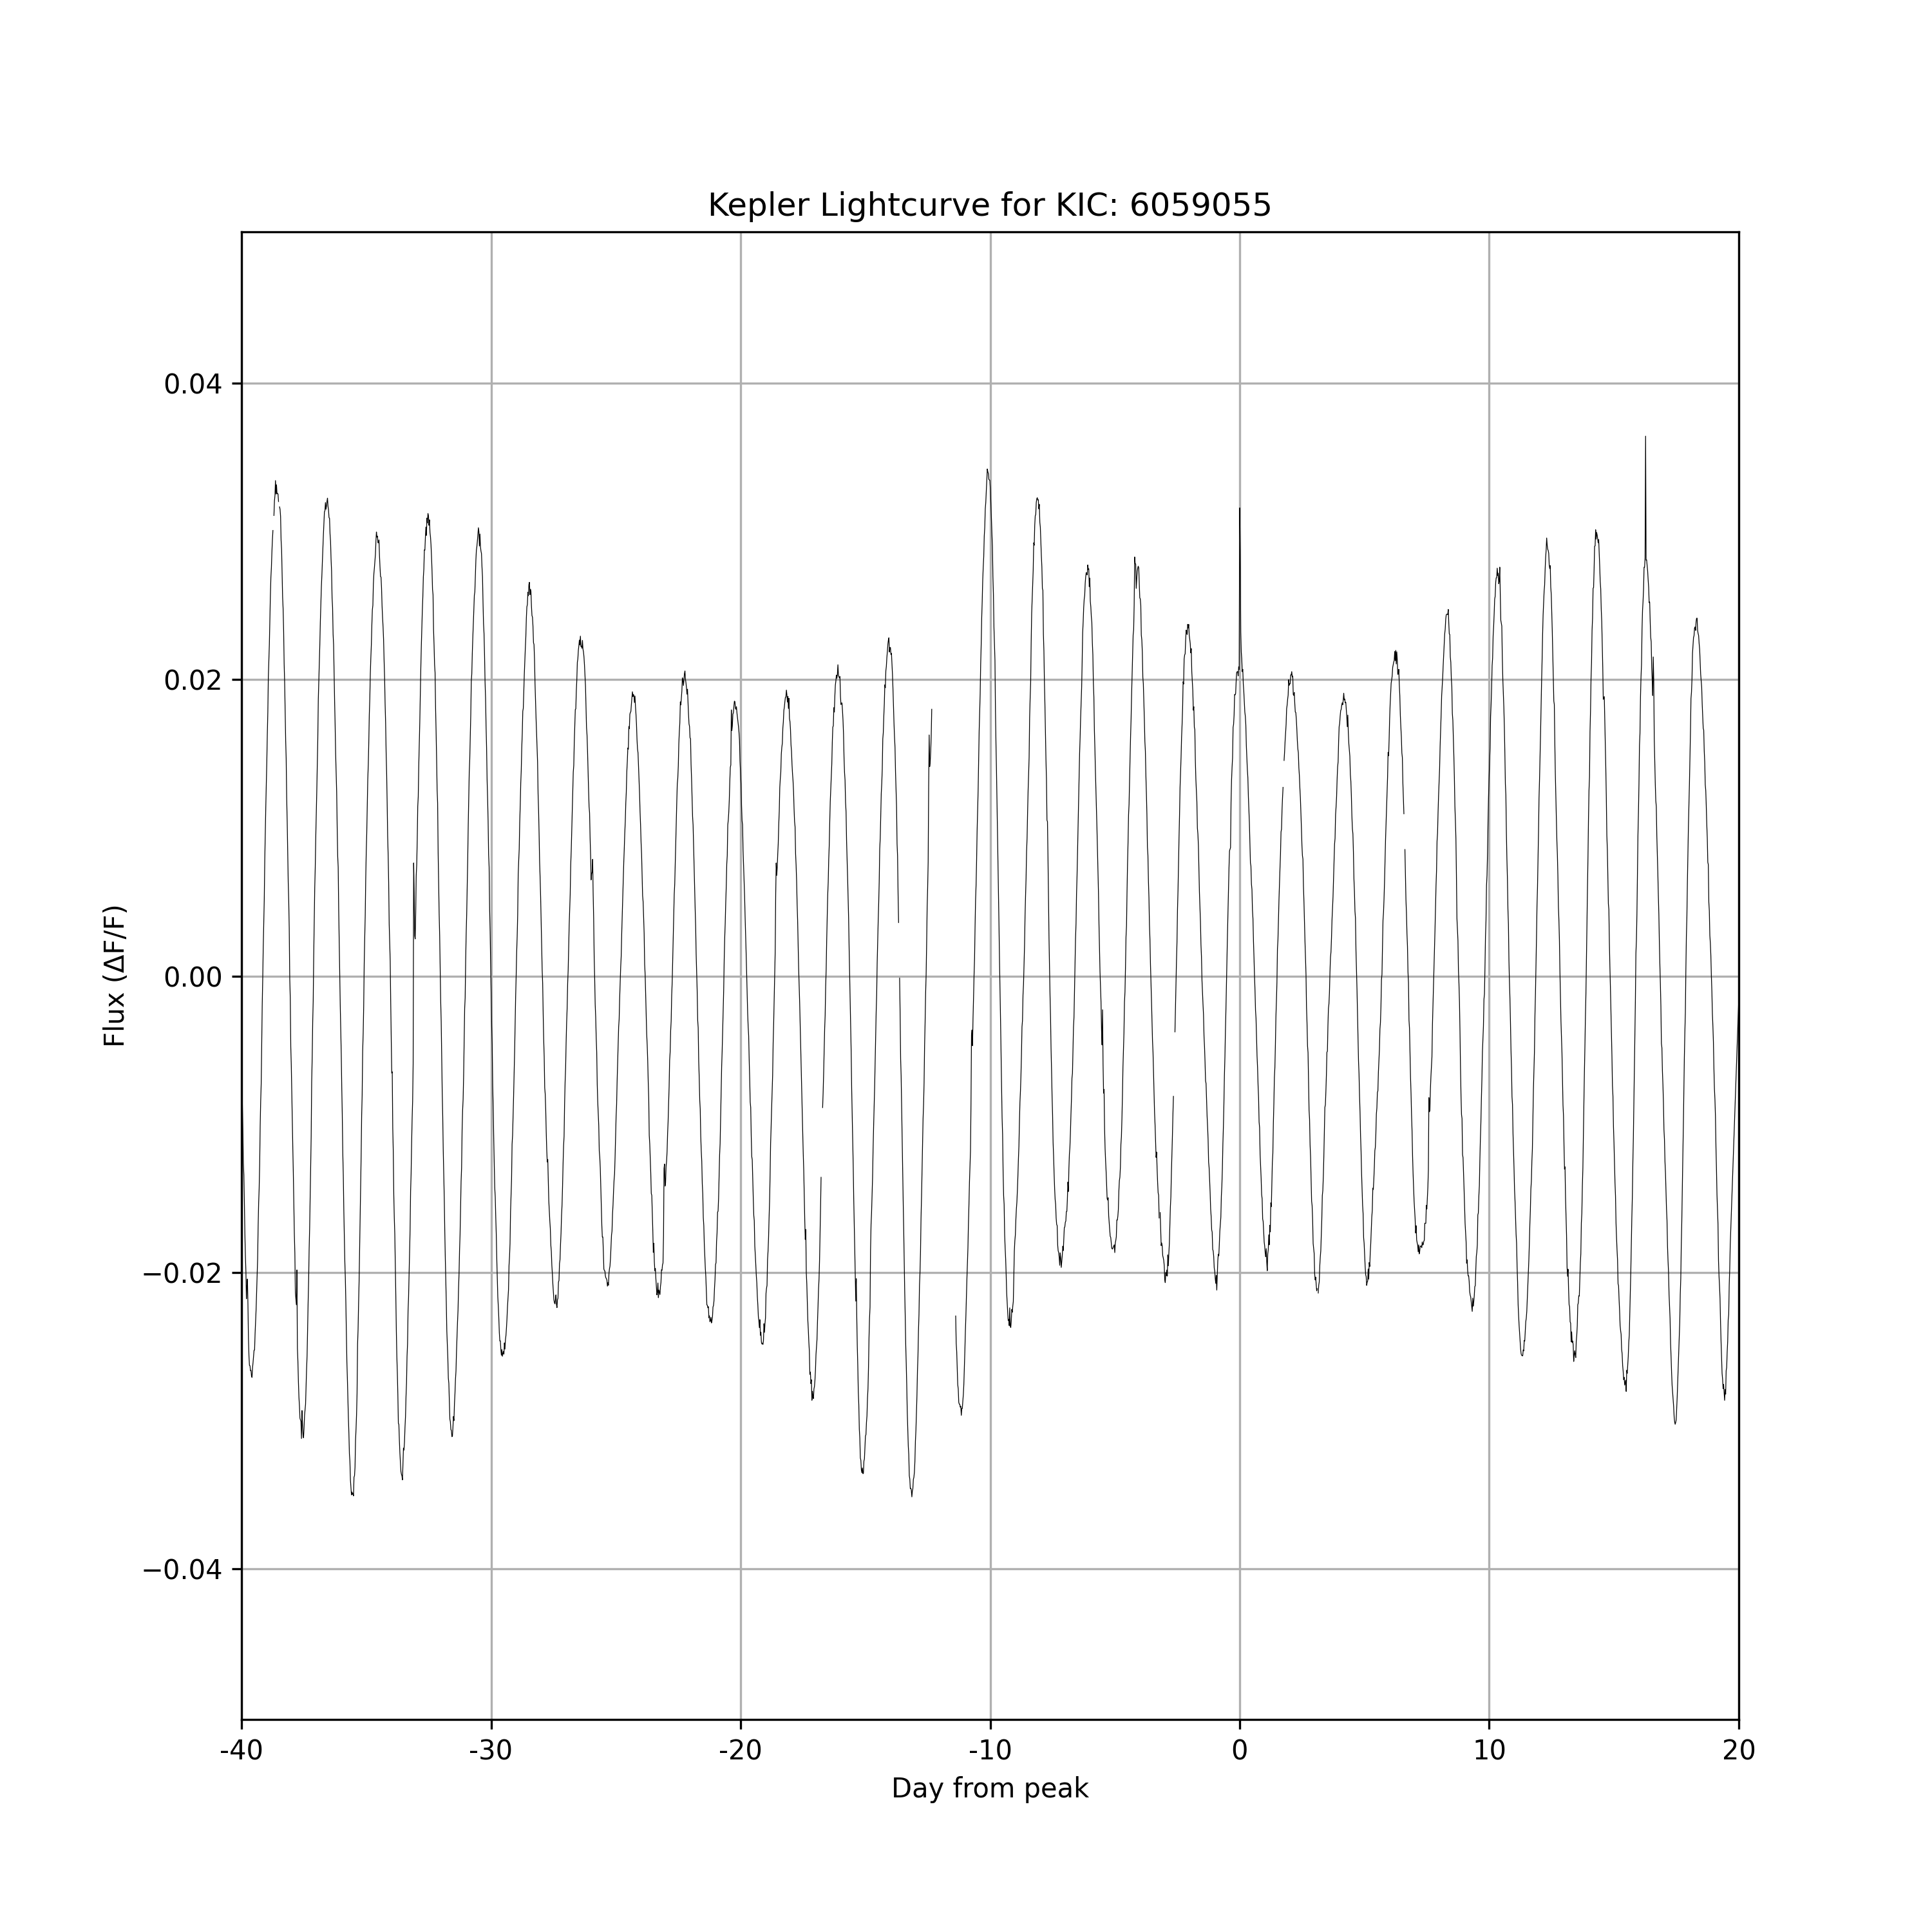 Kepler Lightcurve for KIC: 6059055
0.04
0.02
0.00
−0.02
−0.04
Flux (ΔF/F)
-40 -30 -20 -10 0 10 20
Day from peak